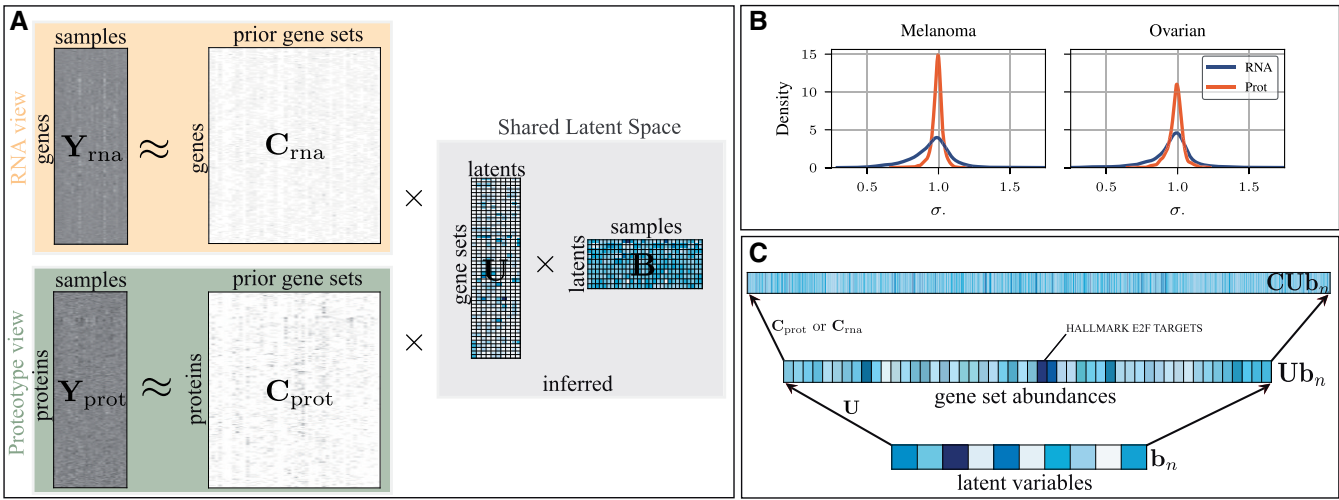 A
samples
prior gene sets
RNA view
genes
Y_rna
≈
genes
C_rna
×
Shared Latent Space
latents
gene sets
U
×
samples
latents
B
inferred
samples
prior gene sets
Proteotype view
proteins
Y_prot
≈
proteins
C_prot
×
B
Melanoma
Ovarian
Density
15
10
5
0
0.5
1.0
1.5
σ.
0.5
1.0
1.5
σ.
RNA
Prot
C
CUb_n
C_prot or C_rna
HALLMARK E2F TARGETS
Ub_n
gene set abundances
U
b_n
latent variables